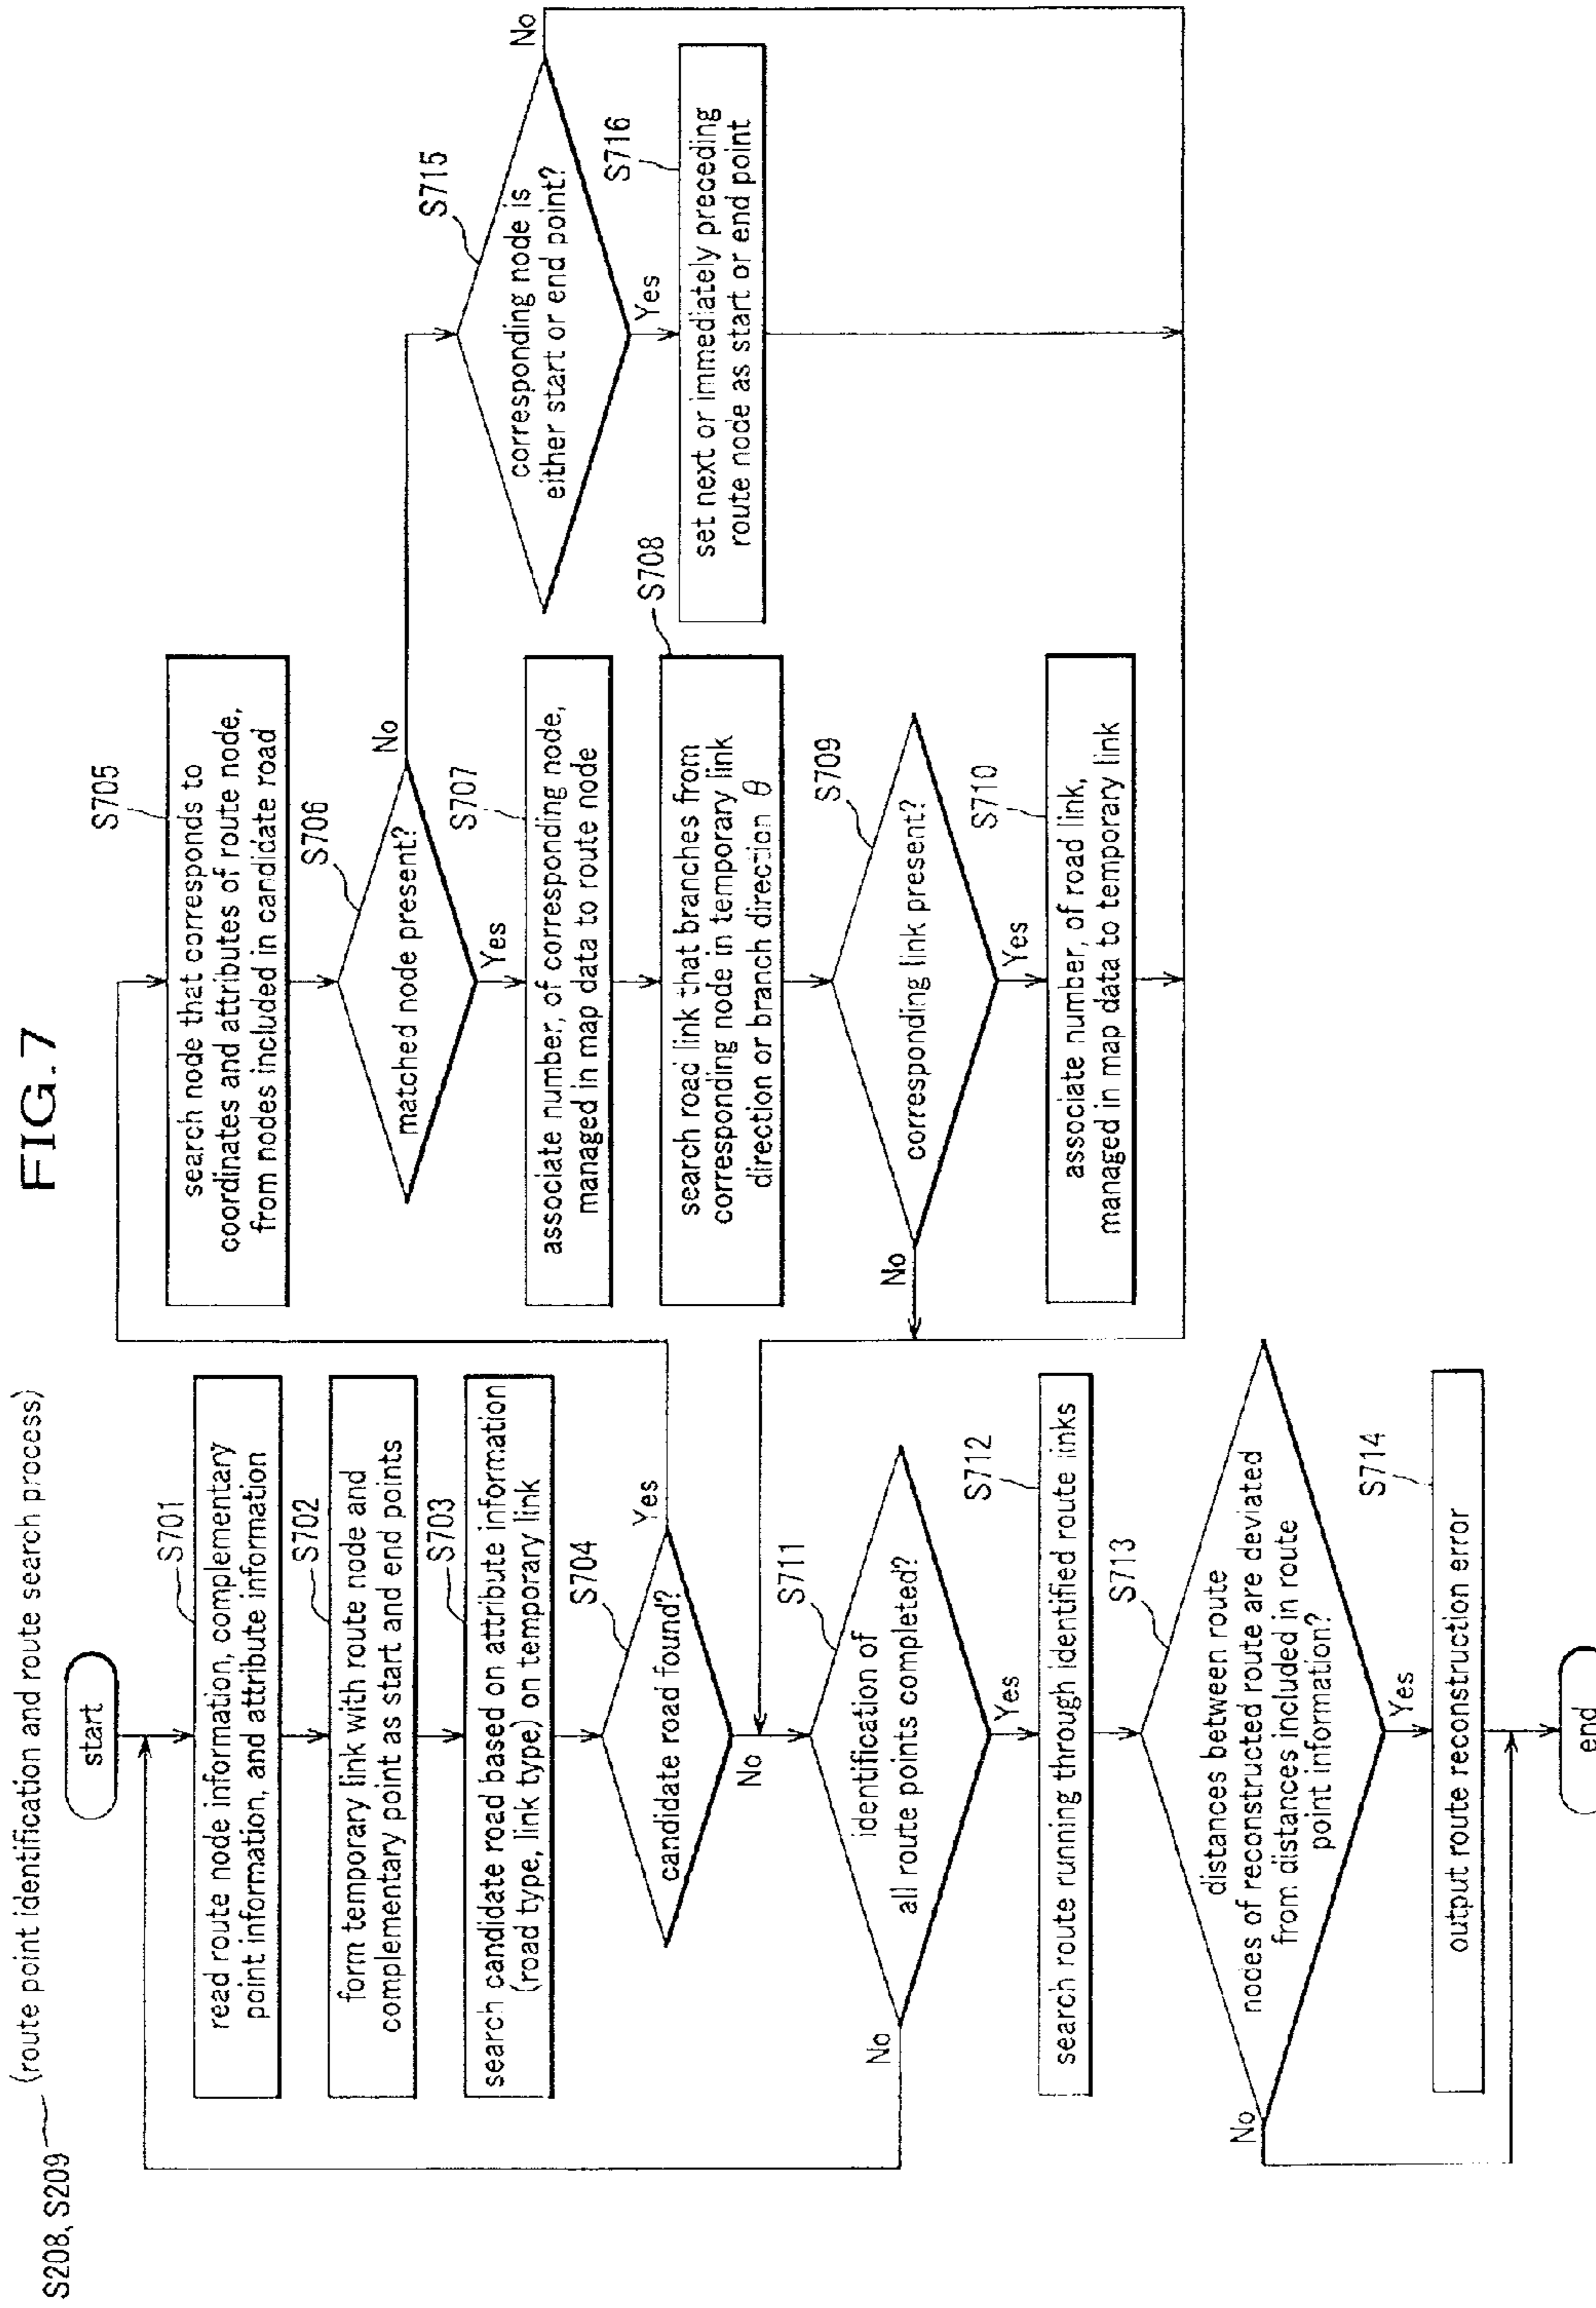 FIG.7
S208, S209 (route point identification and route search process)
start
S701
read route node information, complementary
point information, and attribute information
S702
form temporary link with route node and
complementary point as start and end points
S703
search candidate road based on attribute information
(road type, link type) on temporary link
S704
candidate road found?
Yes
No
S711
identification of
all route points completed?
No
Yes
S712
search route running through identified route links
S713
distances between route
nodes of reconstructed route are deviated
from distances included in route
point information?
No
Yes
S714
output route reconstruction error
end
S705
search node that corresponds to
coordinates and attributes of route node,
from nodes included in candidate road
S706
matched node present?
No
Yes
S707
associate number, of corresponding node,
managed in map data to route node
S708
search road link that branches from
corresponding node in temporary link
direction or branch direction θ
S709
corresponding link present?
No
Yes
S710
associate number, of road link,
managed in map data to temporary link
S715
corresponding node is
either start or end point?
No
Yes
S716
set next or immediately preceding
route node as start or end point